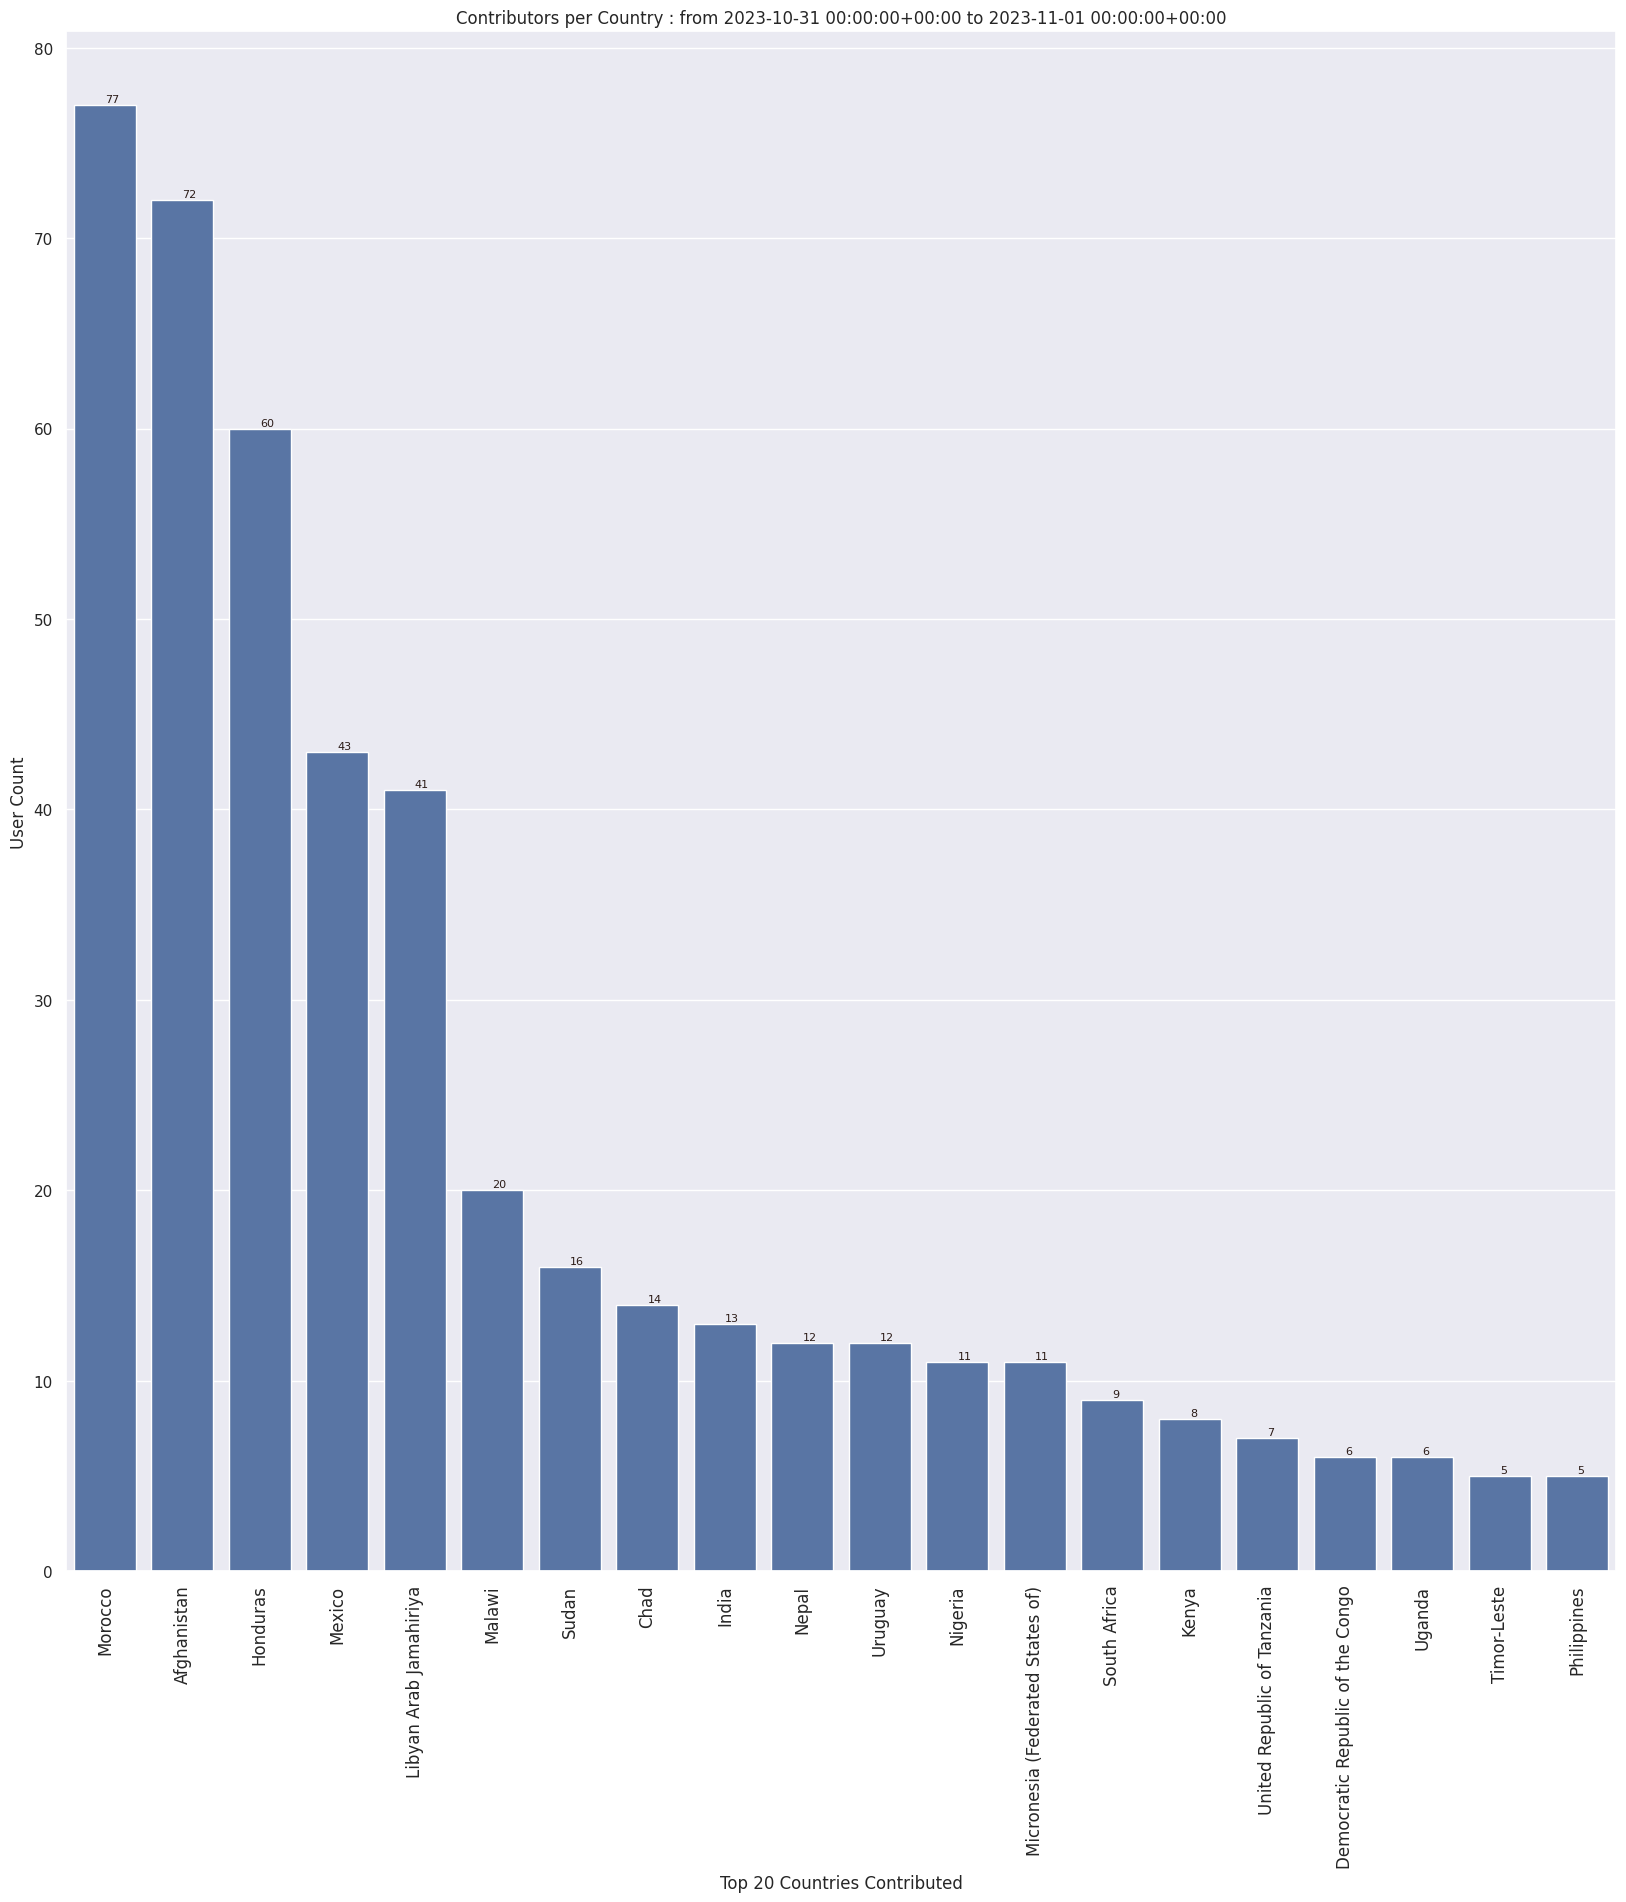 Contributors per Country : from 2023-10-31 00:00:00+00:00 to 2023-11-01 00:00:00+00:00
User Count
80
70
60
50
40
30
20
10
0
77
72
60
43
41
20
16
14
13
12
12
11
11
9
8
7
6
6
5
5
Morocco
Afghanistan
Honduras
Mexico
Libyan Arab Jamahiriya
Malawi
Sudan
Chad
India
Nepal
Uruguay
Nigeria
Micronesia (Federated States of)
South Africa
Kenya
United Republic of Tanzania
Democratic Republic of the Congo
Uganda
Timor-Leste
Philippines
Top 20 Countries Contributed